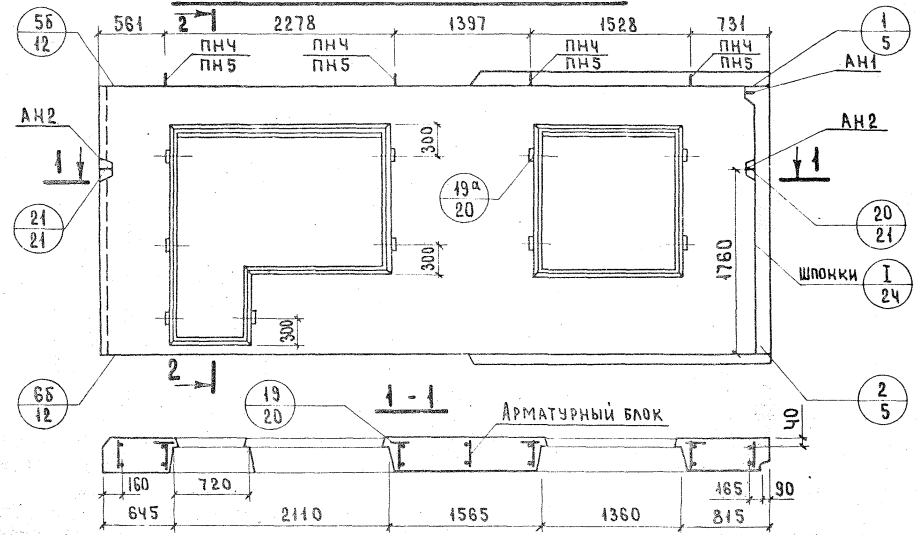 2
561 2278 1397 1528 731
5б
12
ПН4
ПН5
ПН4
ПН5
ПН4
ПН5
ПН4
ПН5
1
5
АН1
АН2
1
300
19а
20
АН2
1
21
21
20
21
300
1760
шпонки
I
24
300
2
6б
12
19
20
1 - 1
Арматурный блок
2
5
40
160 720 165 90
645 2110 1565 1360 815